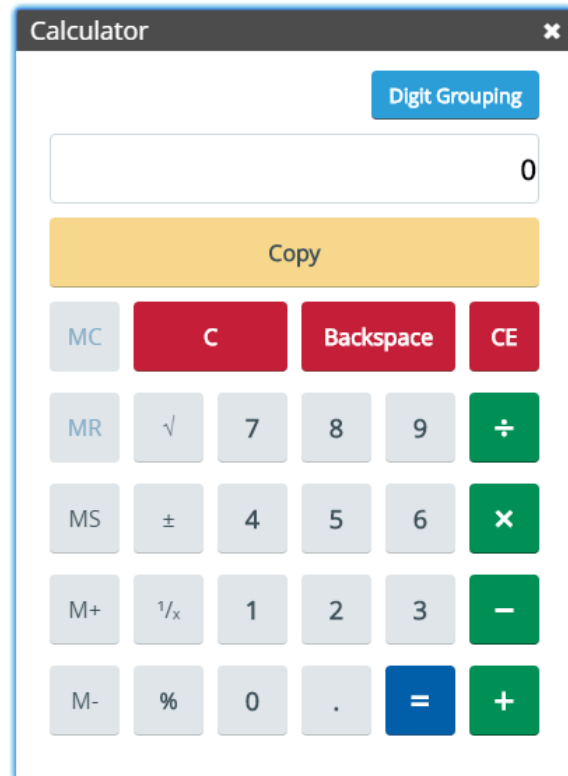 Calculator ×
Digit Grouping
0
Copy
MC C Backspace CE
MR √ 7 8 9 ÷
MS ± 4 5 6 ×
M+ ¹/ₓ 1 2 3 −
M- % 0 . = +